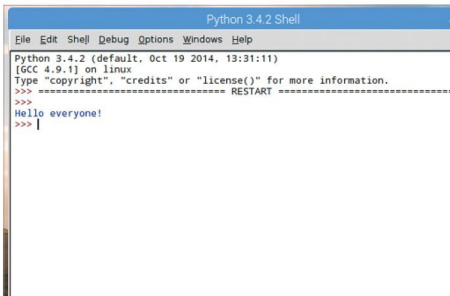 Python 3.4.2 Shell
File Edit Shell Debug Options Windows Help
Python 3.4.2 (default, Oct 19 2014, 13:31:11)
[GCC 4.9.1] on linux
Type "copyright", "credits" or "license()" for more information.
>>> ================================ RESTART ================================
>>>
Hello everyone!
>>>